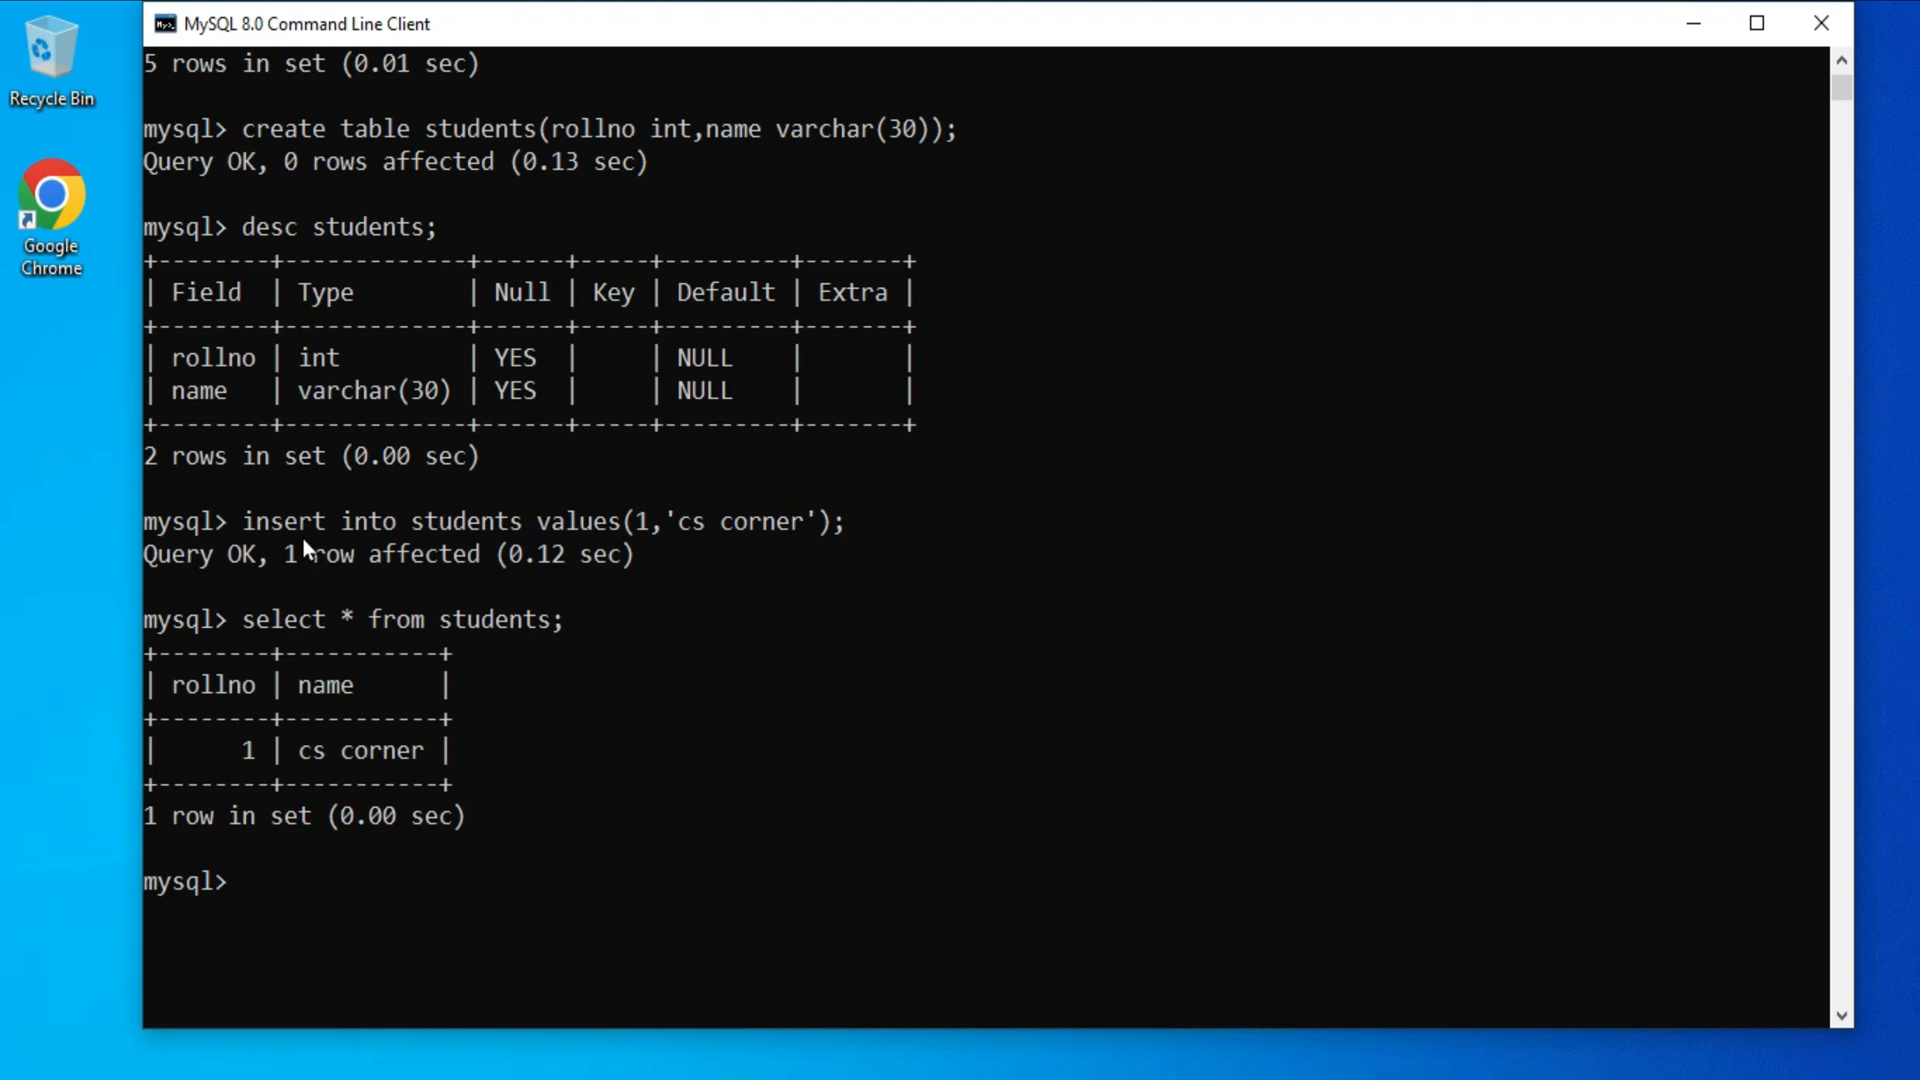 MySQL 8.0 Command Line Client
Recycle Bin
Google
Chrome
5 rows in set (0.01 sec)
mysql> create table students(rollno int,name varchar(30));
Query OK, 0 rows affected (0.13 sec)
mysql> desc students;
+--------+-------------+------+-----+---------+-------+
| Field  | Type        | Null | Key | Default | Extra |
+--------+-------------+------+-----+---------+-------+
| rollno | int         | YES  |     | NULL    |       |
| name   | varchar(30) | YES  |     | NULL    |       |
+--------+-------------+------+-----+---------+-------+
2 rows in set (0.00 sec)
mysql> insert into students values(1,'cs corner');
Query OK, 1 row affected (0.12 sec)
mysql> select * from students;
+--------+-----------+
| rollno | name      |
+--------+-----------+
|      1 | cs corner |
+--------+-----------+
1 row in set (0.00 sec)
mysql>